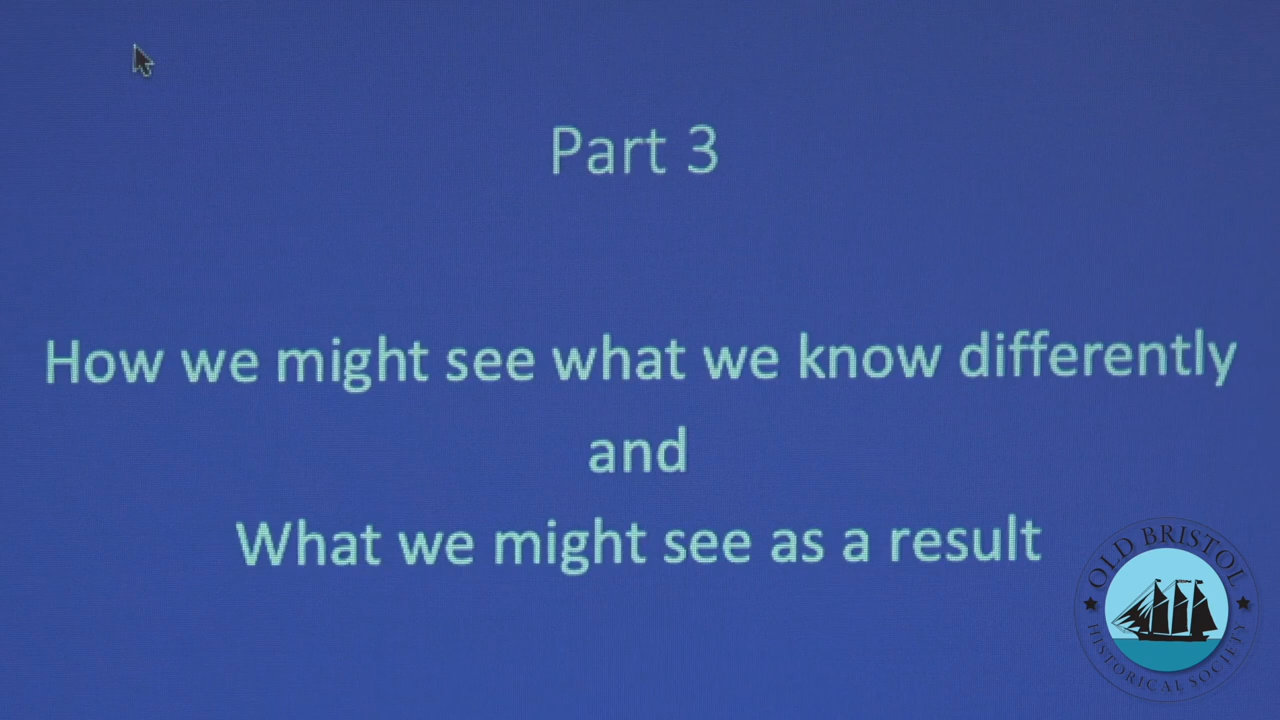 Part 3
How we might see what we know differently
and
What we might see as a result
OLD BRISTOL
HISTORICAL SOCIETY